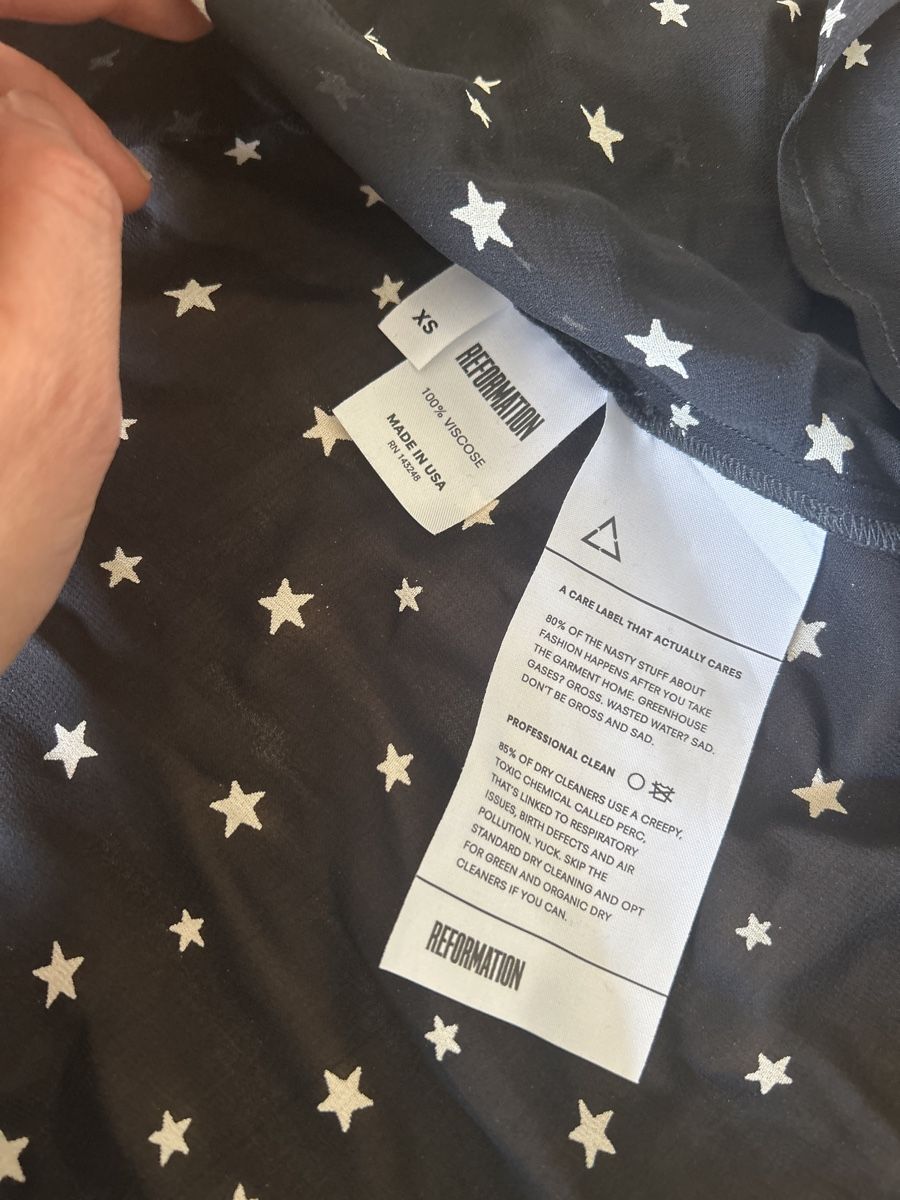 XS
REFORMATION
100% VISCOSE
MADE IN USA
RN 143248
A CARE LABEL THAT ACTUALLY CARES
80% OF THE NASTY STUFF ABOUT
FASHION HAPPENS AFTER YOU TAKE
THE GARMENT HOME. GREENHOUSE
GASES? GROSS. WASTED WATER? SAD.
DON'T BE GROSS AND SAD.
PROFESSIONAL CLEAN
85% OF DRY CLEANERS USE A CREEPY,
TOXIC CHEMICAL CALLED PERC,
THAT'S LINKED TO RESPIRATORY
ISSUES, BIRTH DEFECTS AND AIR
POLLUTION. YUCK. SKIP THE
STANDARD DRY CLEANING AND OPT
FOR GREEN AND ORGANIC DRY
CLEANERS IF YOU CAN.
REFORMATION